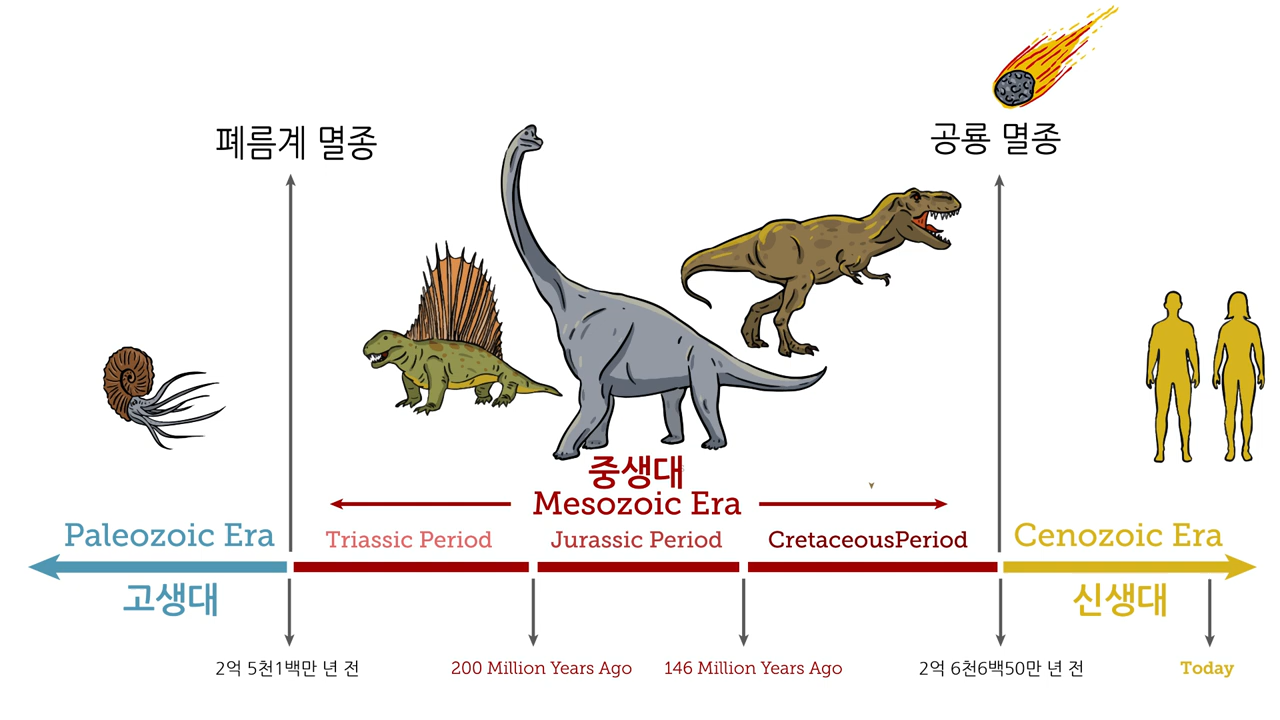 폐름계 멸종
공룡 멸종
중생대
Mesozoic Era
Paleozoic Era
Triassic Period
Jurassic Period
CretaceousPeriod
Cenozoic Era
고생대
신생대
2억 5천1백만 년 전
200 Million Years Ago
146 Million Years Ago
2억 6천6백50만 년 전
Today